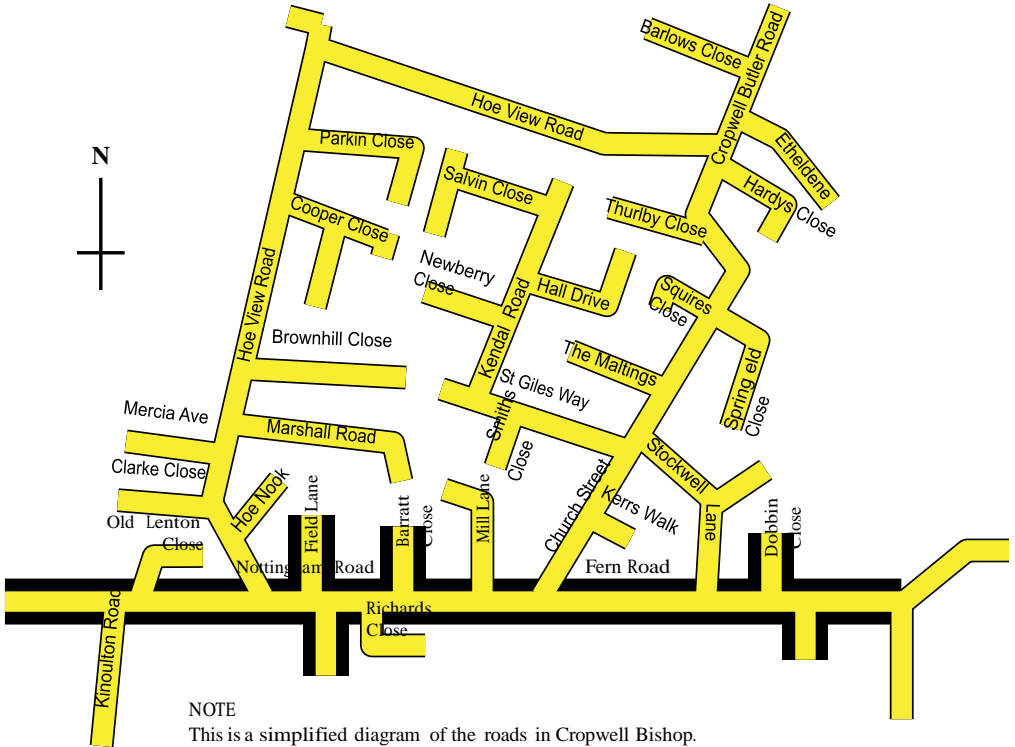 Barlows Close
Cropwell Butler Road
Hoe View Road
Parkin Close
Etheldene
N
Salvin Close
Hardys Close
Cooper Close
Thurlby Close
Newberry
Close
Hall Drive
Squires
Close
Hoe View Road
Kendal Road
Brownhill Close
The Maltings
St Giles Way
Spring eld
Close
Mercia Ave
Smiths
Close
Marshall Road
Clarke Close
Stockwell
Lane
Hoe Nook
Field Lane
Barratt
Close
Mill Lane
Church Street
Kerrs Walk
Dobbin
Close
Old Lenton
Close
Nottingham Road
Fern Road
Richards
Close
Kinoulton Road
NOTE
This is a simplified diagram of the roads in Cropwell Bishop.